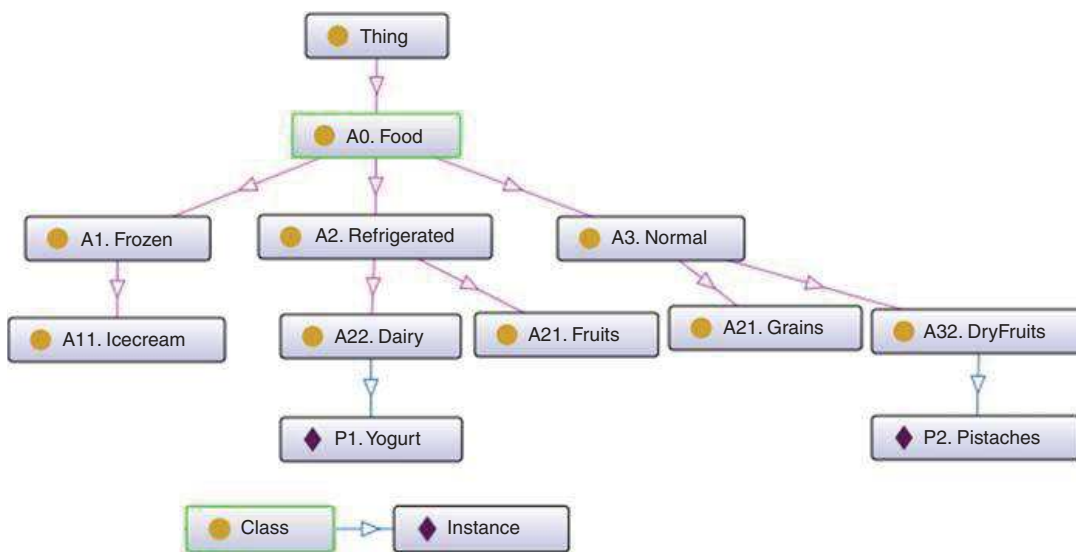 Thing
A0. Food
A1. Frozen
A2. Refrigerated
A3. Normal
A11. Icecream
A22. Dairy
A21. Fruits
A21. Grains
A32. DryFruits
P1. Yogurt
P2. Pistaches
Class
Instance